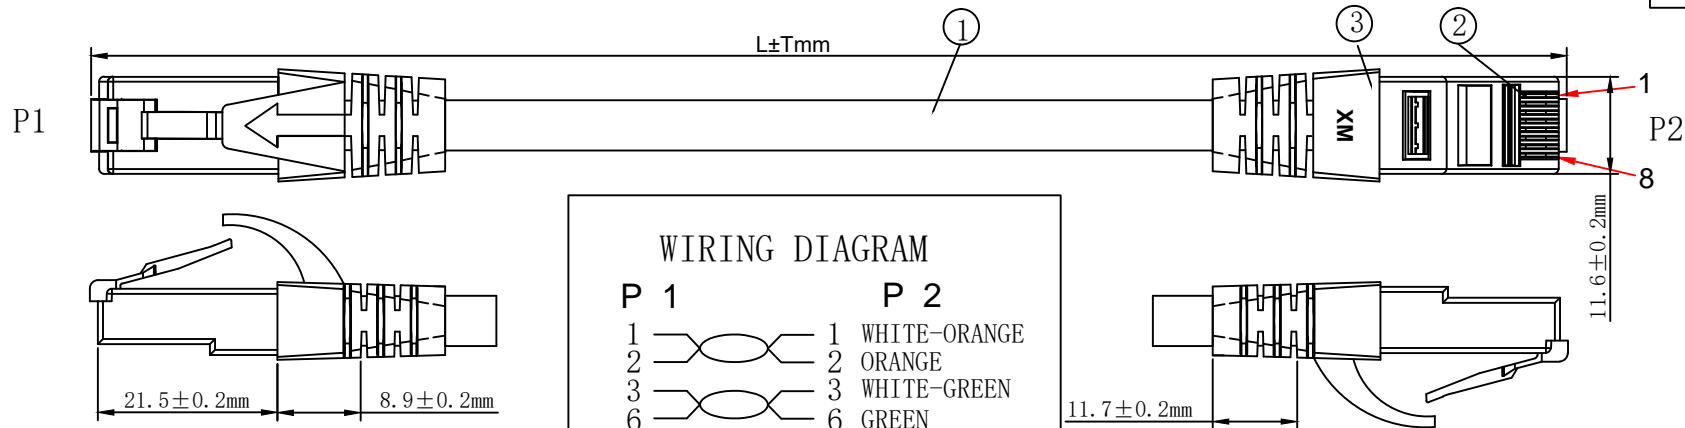 L±Tmm
1
3
2
P1
XM
1
P2
8
11.6±0.2mm
WIRING DIAGRAM
P 1 P 2
1 1 WHITE-ORANGE
2 2 ORANGE
3 3 WHITE-GREEN
6 6 GREEN
21.5±0.2mm
8.9±0.2mm
11.7±0.2mm